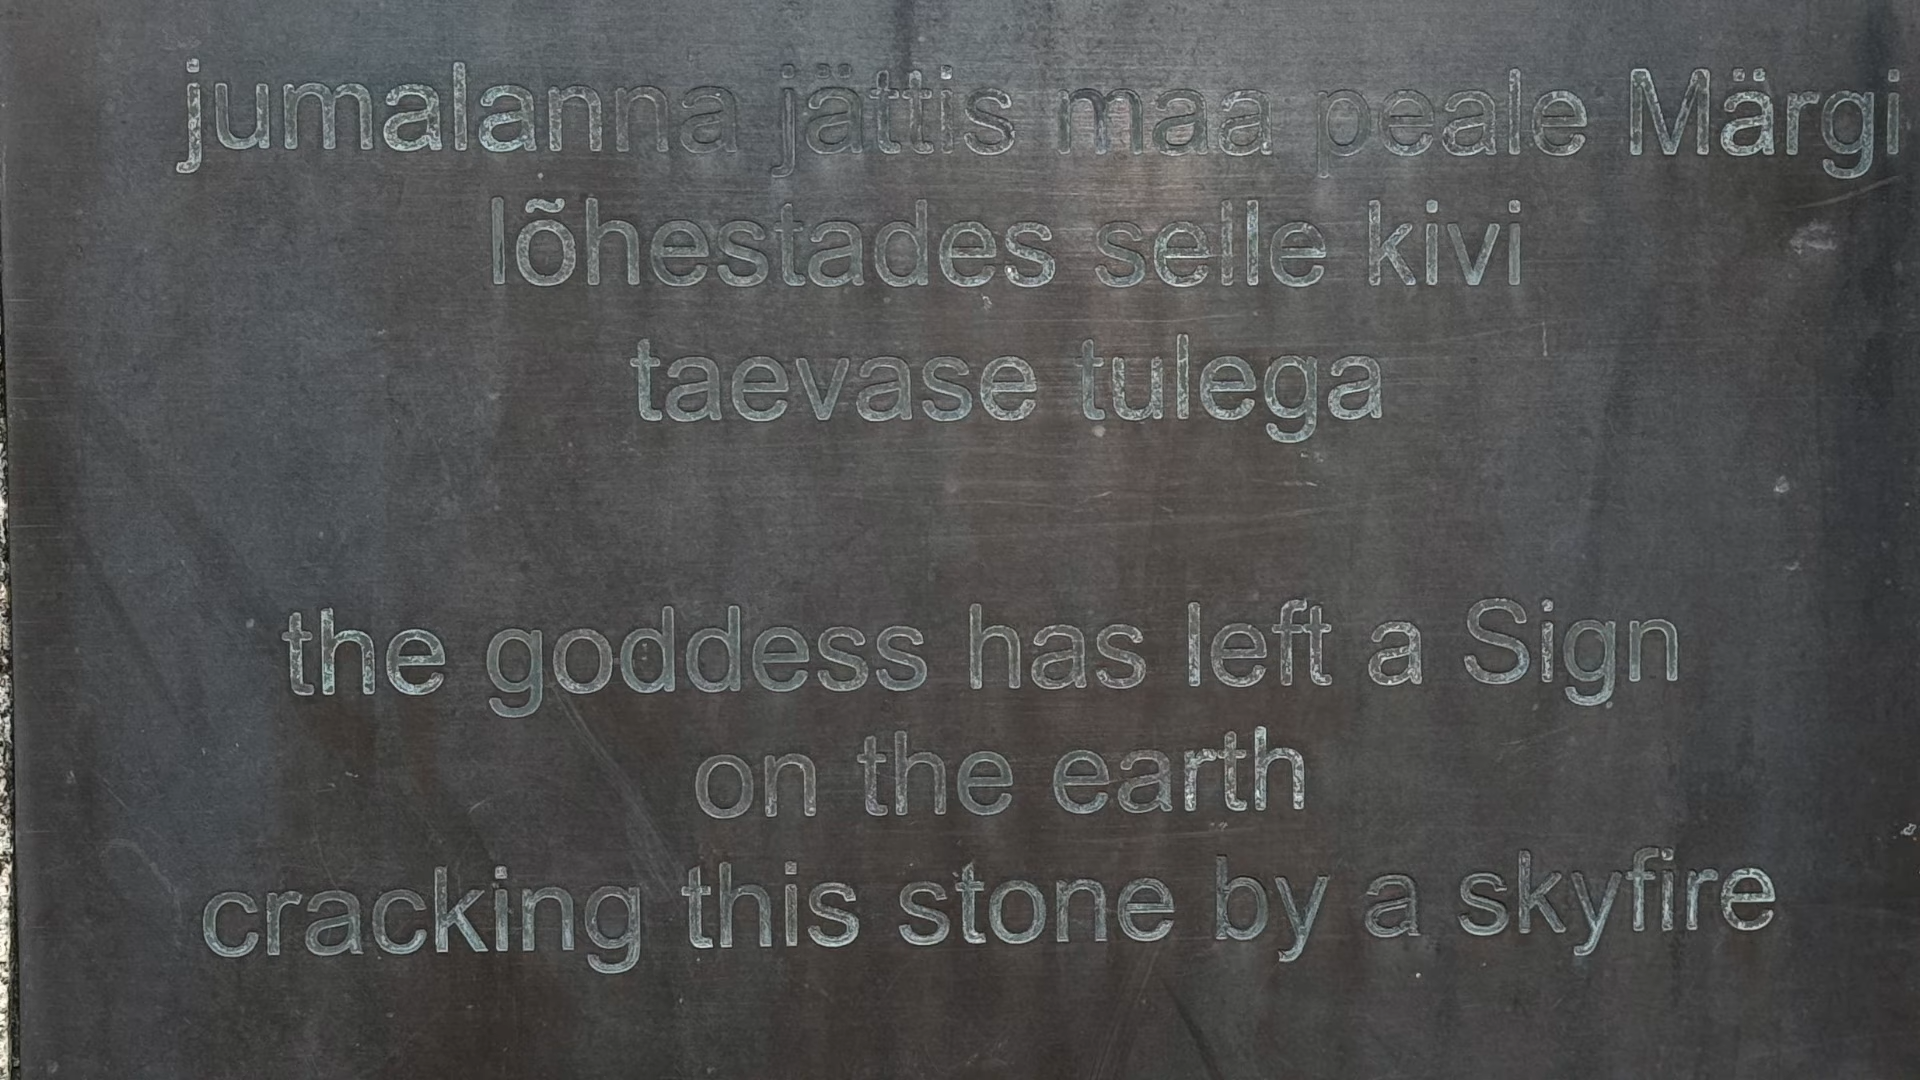 jumalanna jättis maa peale Märgi
lõhestades selle kivi
taevase tulega
the goddess has left a Sign
on the earth
cracking this stone by a skyfire